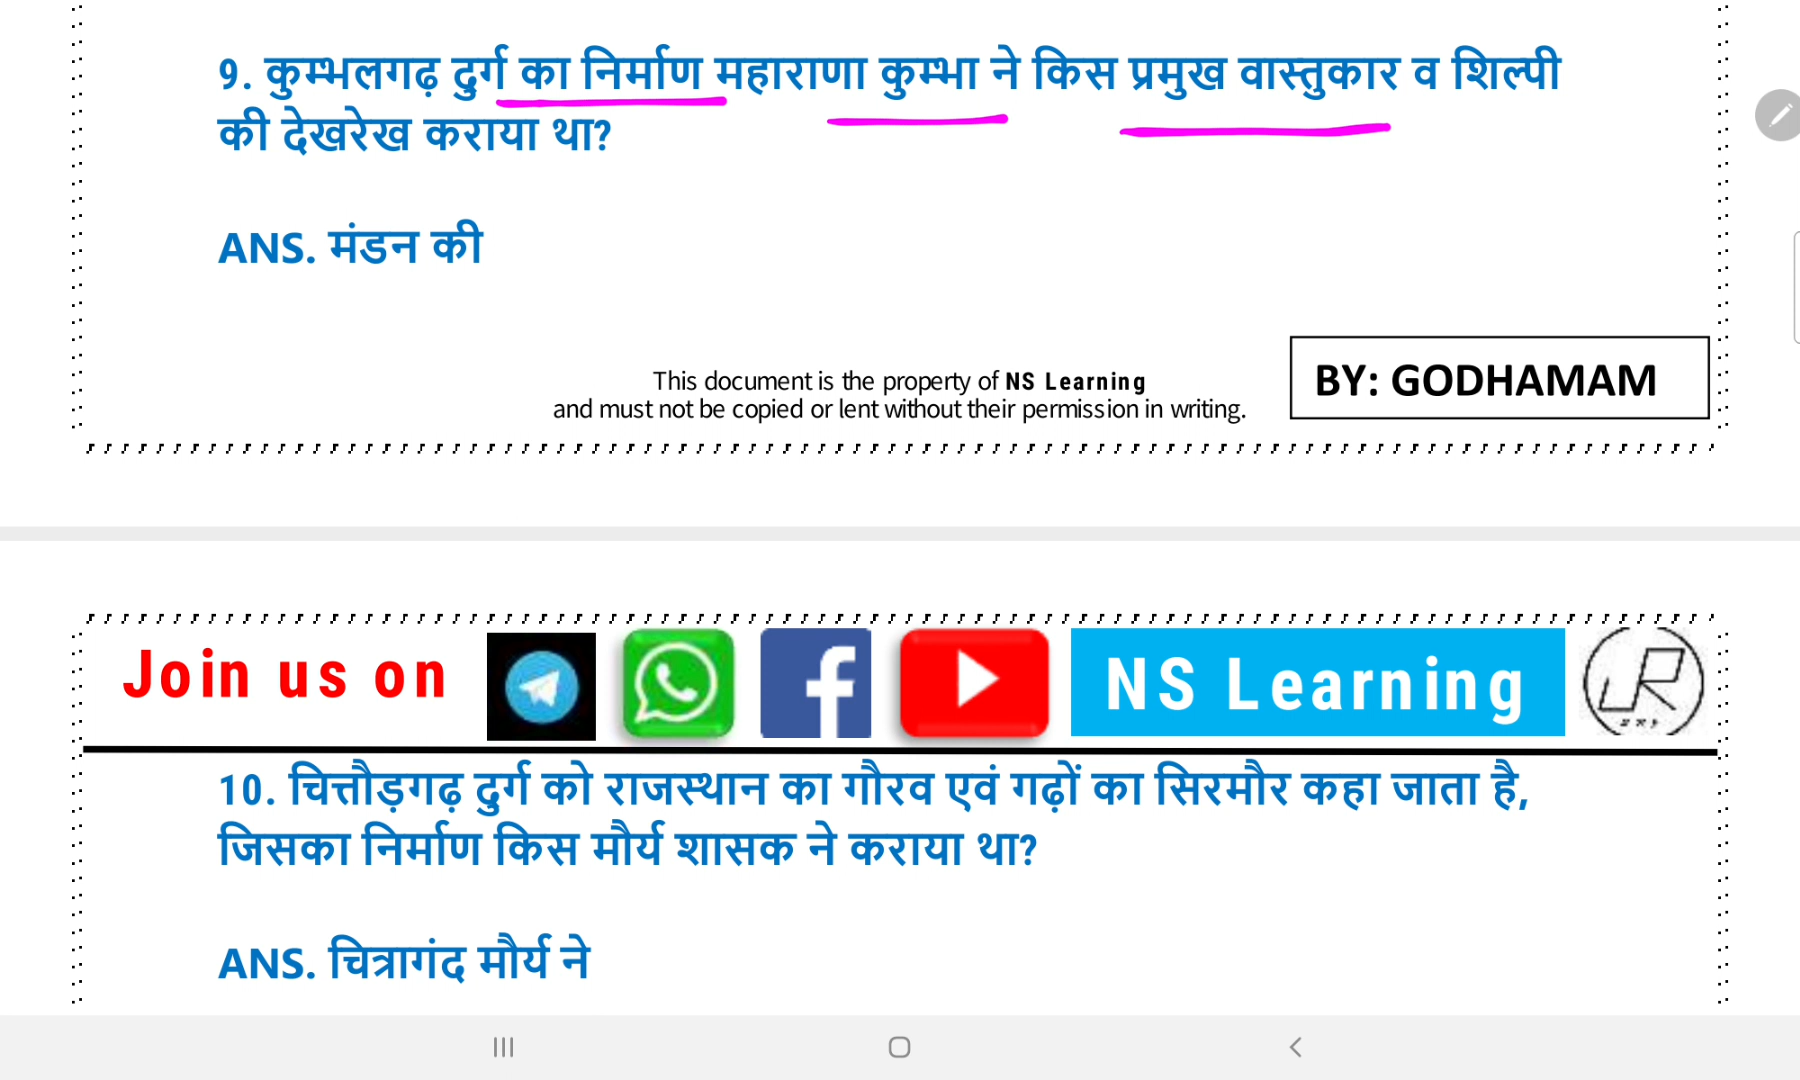 9. कुम्भलगढ़ दुर्ग का निर्माण महाराणा कुम्भा ने किस प्रमुख वास्तुकार व शिल्पी
की देखरेख कराया था?
ANS. मंडन की
This document is the property of NS Learning
and must not be copied or lent without their permission in writing.
BY: GODHAMAM
Join us on
NS Learning
10. चित्तौड़गढ़ दुर्ग को राजस्थान का गौरव एवं गढ़ों का सिरमौर कहा जाता है,
जिसका निर्माण किस मौर्य शासक ने कराया था?
ANS. चित्रागंद मौर्य ने